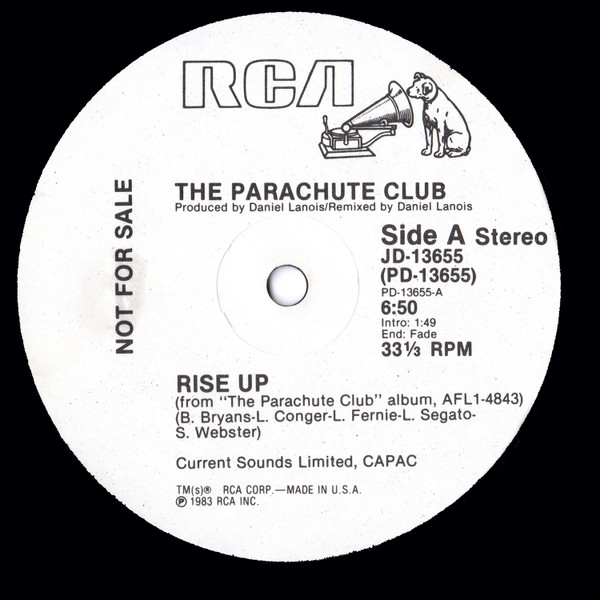 RCA
THE PARACHUTE CLUB
Produced by Daniel Lanois/Remixed by Daniel Lanois
NOT FOR SALE
Side A Stereo
JD-13655
(PD-13655)
PD-13655-A
6:50
Intro: 1:49
End: Fade
33⅓ RPM
RISE UP
(from "The Parachute Club" album, AFL1-4843)
(B. Bryans-L. Conger-L. Fernie-L. Segato-
S. Webster)
Current Sounds Limited, CAPAC
TM(s)® RCA CORP.—MADE IN U.S.A.
℗ 1983 RCA INC.